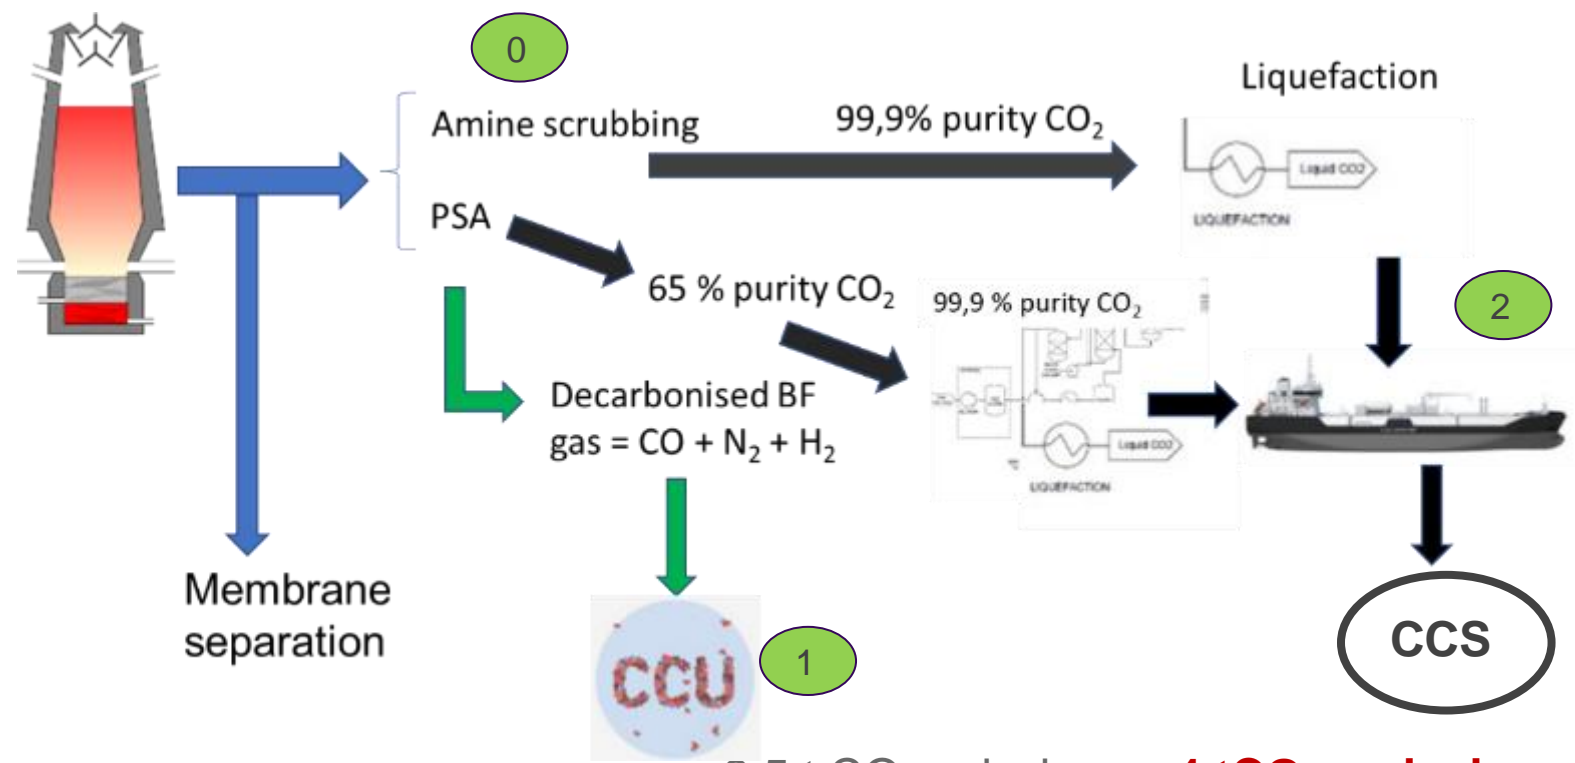 0
Liquefaction
Amine scrubbing
99,9% purity CO₂
Liquid CO2
LIQUEFACTION
PSA
65 % purity CO₂
99,9 % purity CO₂
2
Decarbonised BF
gas = CO + N₂ + H₂
Liquid CO2
LIQUEFACTION
Membrane
separation
CCU
1
CCS